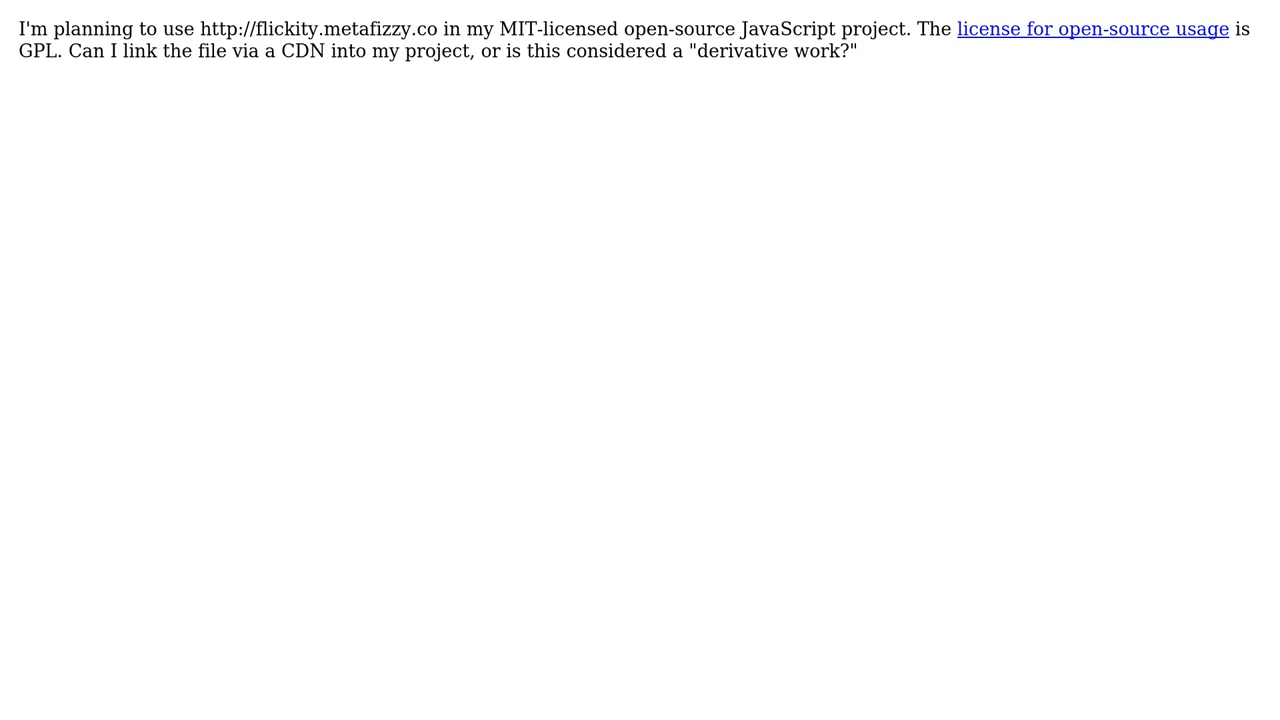 I'm planning to use http://flickity.metafizzy.co in my MIT-licensed open-source JavaScript project. The license for open-source usage is
GPL. Can I link the file via a CDN into my project, or is this considered a "derivative work?"